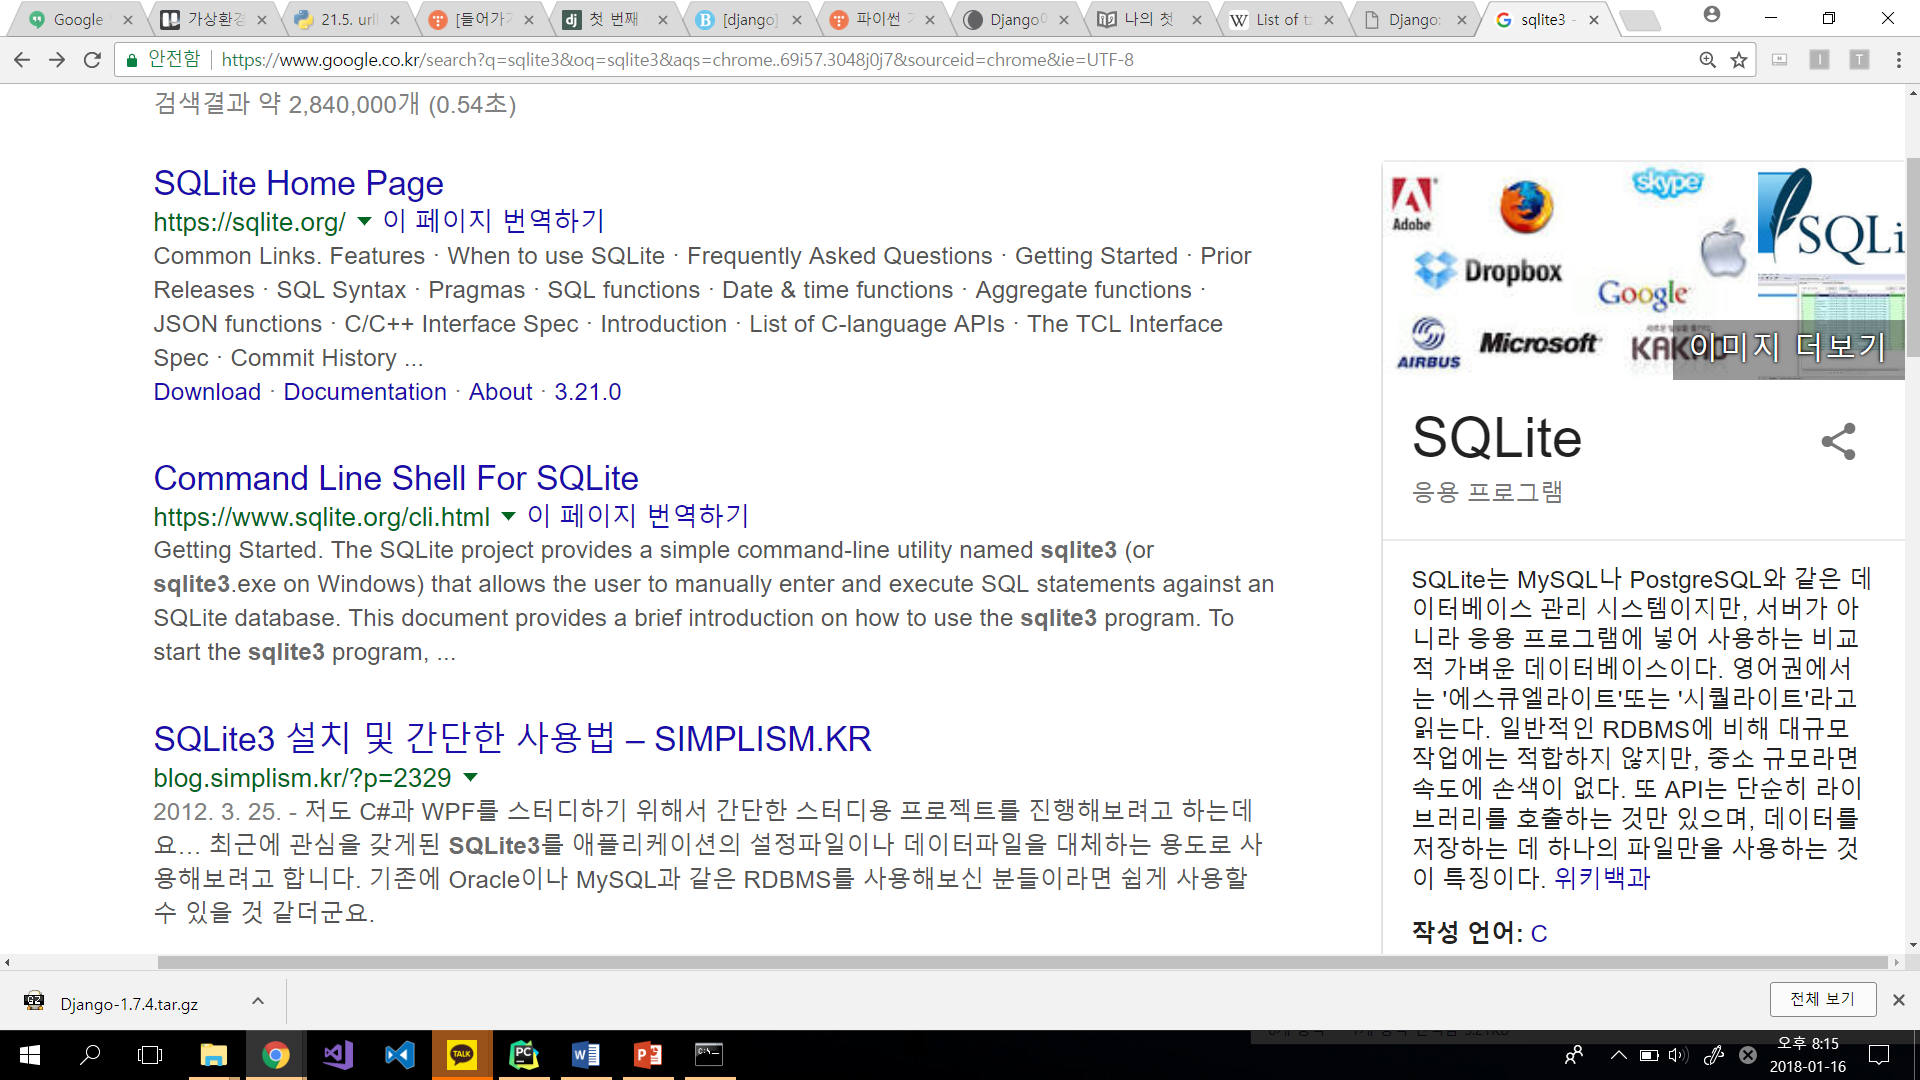 Google
가상환경
21.5. url
[들어가기
첫 번째
[django]
파이썬
Django
나의 첫
List of tz
Django:
sqlite3 -
안전함
https://www.google.co.kr/search?q=sqlite3&oq=sqlite3&aqs=chrome..69i57.3048j0j7&sourceid=chrome&ie=UTF-8
검색결과 약 2,840,000개 (0.54초)
SQLite Home Page
https://sqlite.org/ 이 페이지 번역하기
Common Links. Features · When to use SQLite · Frequently Asked Questions · Getting Started · Prior
Releases · SQL Syntax · Pragmas · SQL functions · Date & time functions · Aggregate functions ·
JSON functions · C/C++ Interface Spec · Introduction · List of C-language APIs · The TCL Interface
Spec · Commit History ...
Download · Documentation · About · 3.21.0
Command Line Shell For SQLite
https://www.sqlite.org/cli.html 이 페이지 번역하기
Getting Started. The SQLite project provides a simple command-line utility named sqlite3 (or
sqlite3.exe on Windows) that allows the user to manually enter and execute SQL statements against an
SQLite database. This document provides a brief introduction on how to use the sqlite3 program. To
start the sqlite3 program, ...
SQLite3 설치 및 간단한 사용법 – SIMPLISM.KR
blog.simplism.kr/?p=2329
2012. 3. 25. - 저도 C#과 WPF를 스터디하기 위해서 간단한 스터디용 프로젝트를 진행해보려고 하는데
요... 최근에 관심을 갖게된 SQLite3를 애플리케이션의 설정파일이나 데이터파일을 대체하는 용도로 사
용해보려고 합니다. 기존에 Oracle이나 MySQL과 같은 RDBMS를 사용해보신 분들이라면 쉽게 사용할
수 있을 것 같더군요.
Adobe
skype
Dropbox
Google
SQLi
AIRBUS
Microsoft
KAKAO
이미지 더보기
SQLite
응용 프로그램
SQLite는 MySQL나 PostgreSQL와 같은 데
이터베이스 관리 시스템이지만, 서버가 아
니라 응용 프로그램에 넣어 사용하는 비교
적 가벼운 데이터베이스이다. 영어권에서
는 '에스큐엘라이트'또는 '시퀄라이트'라고
읽는다. 일반적인 RDBMS에 비해 대규모
작업에는 적합하지 않지만, 중소 규모라면
속도에 손색이 없다. 또 API는 단순히 라이
브러리를 호출하는 것만 있으며, 데이터를
저장하는 데 하나의 파일만을 사용하는 것
이 특징이다. 위키백과
작성 언어: C
Django-1.7.4.tar.gz
전체 보기
TALK
오후 8:15
2018-01-16